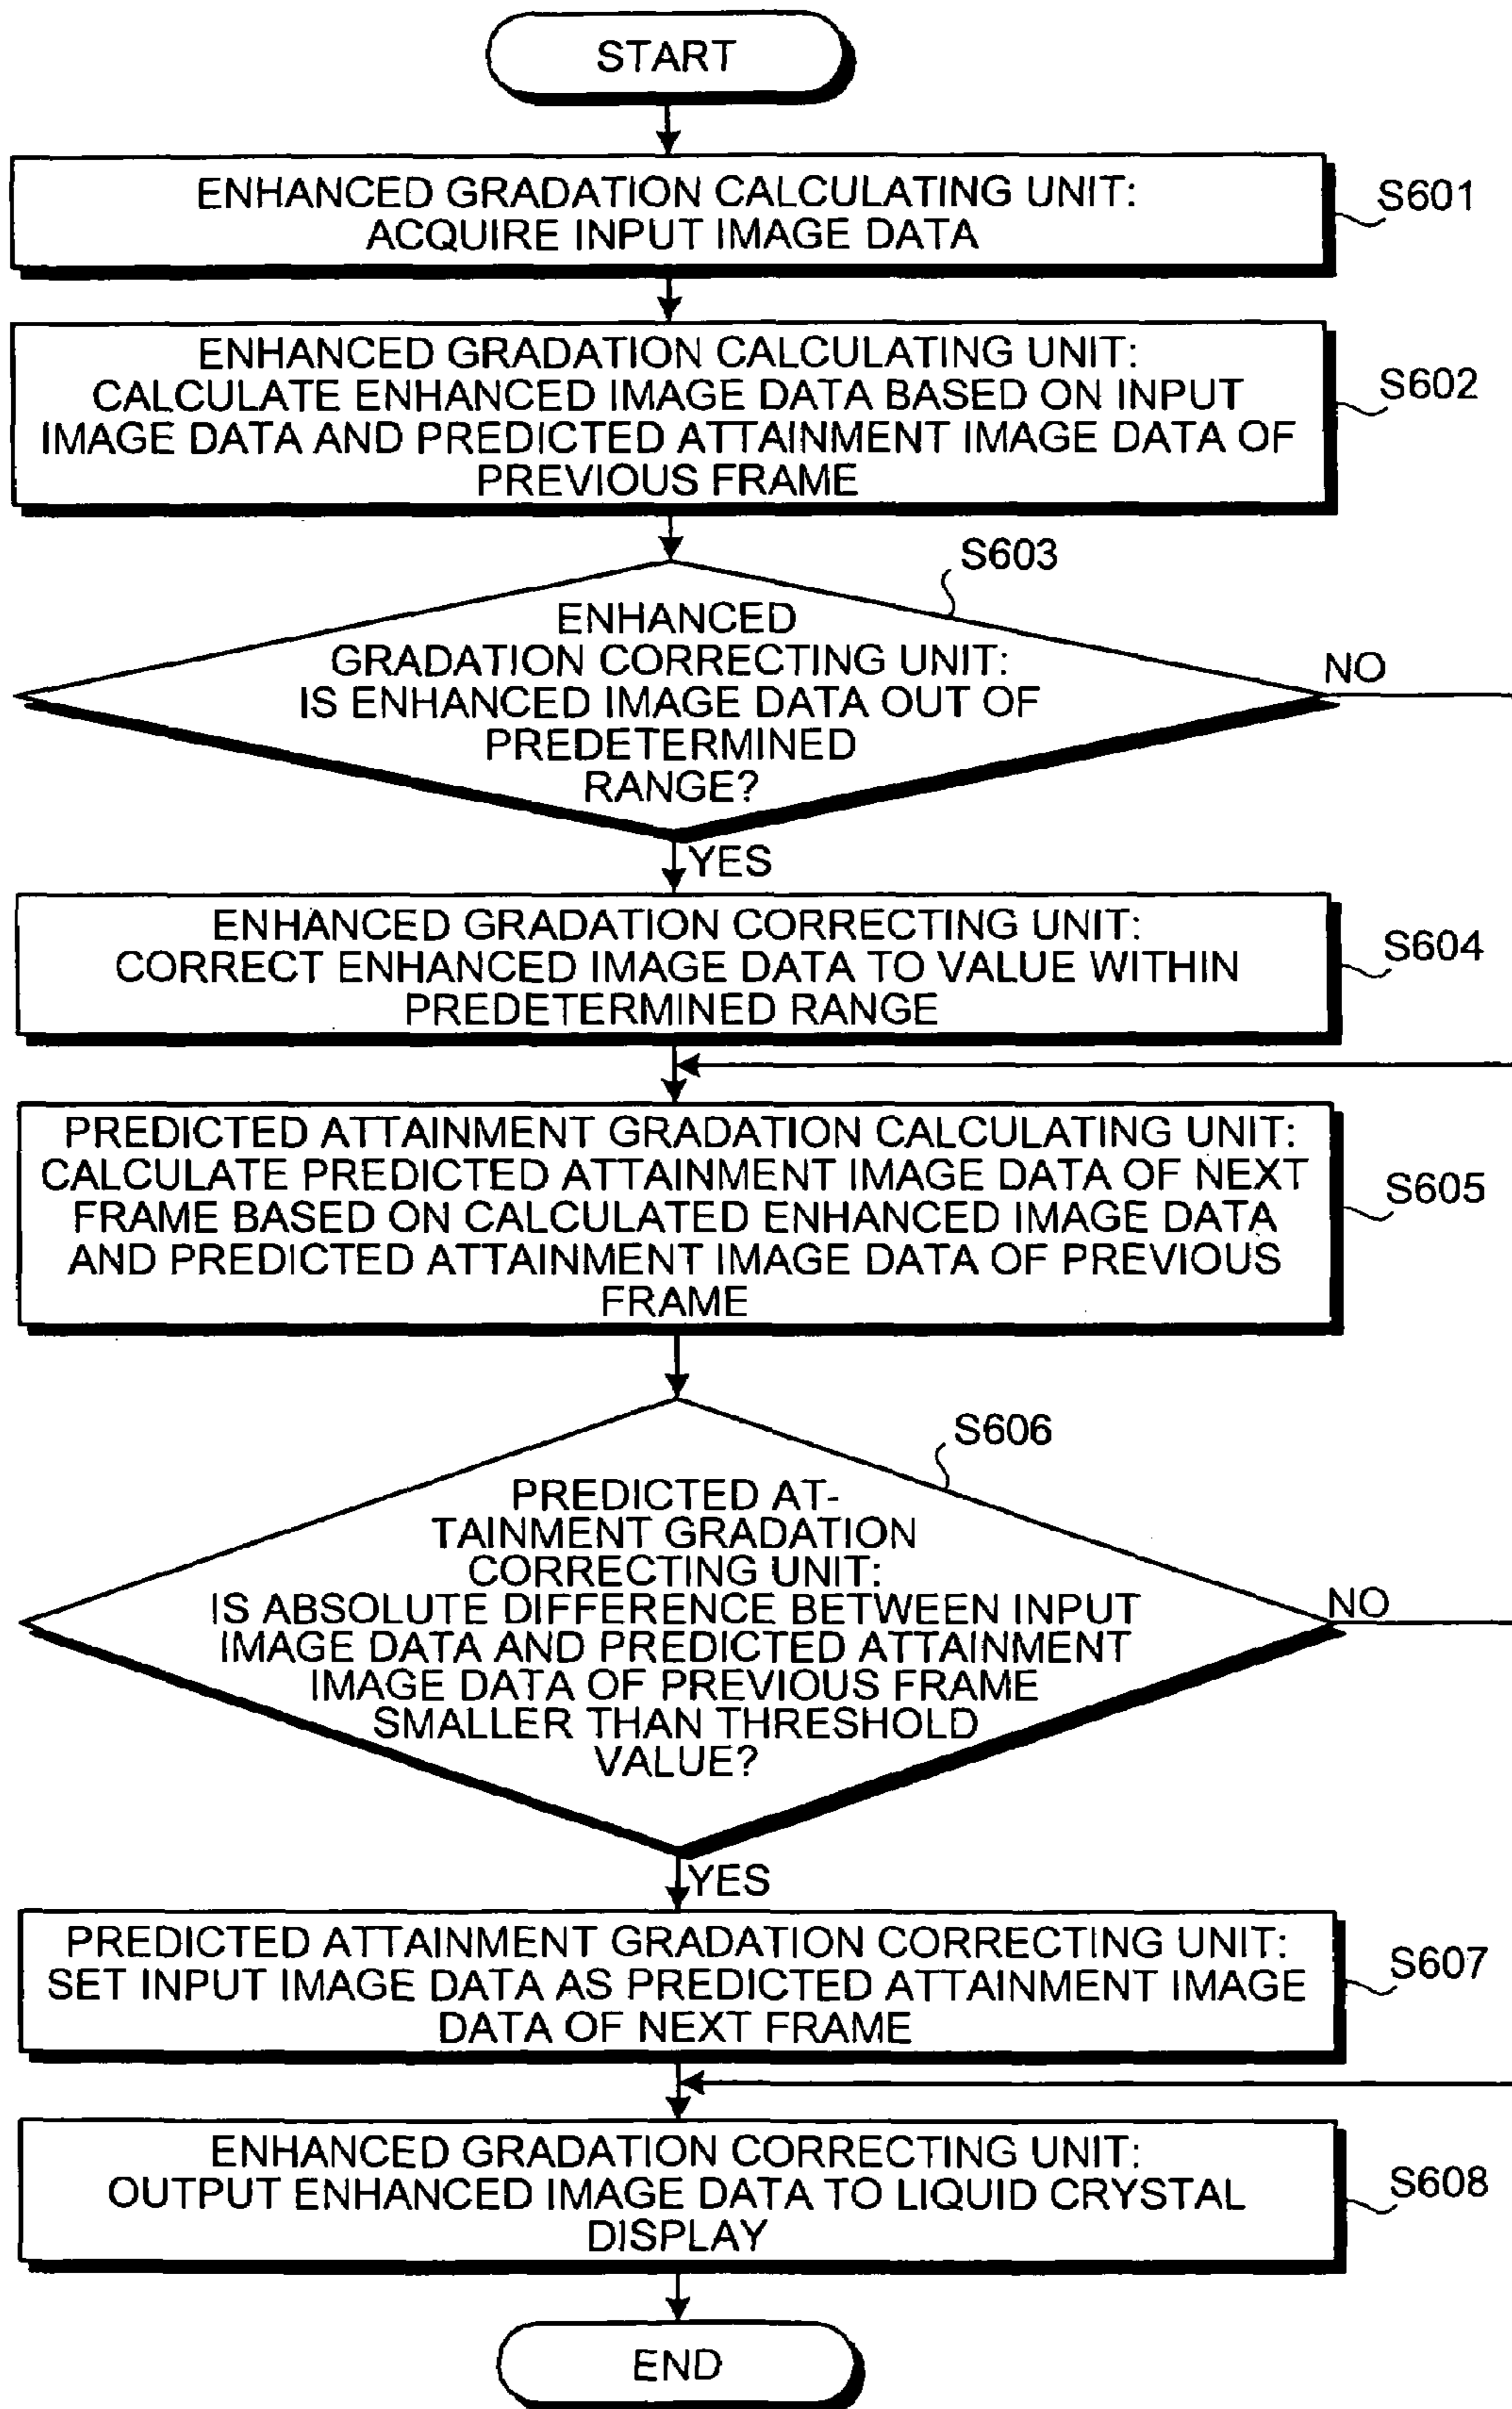 START
ENHANCED GRADATION CALCULATING UNIT:
ACQUIRE INPUT IMAGE DATA
S601
ENHANCED GRADATION CALCULATING UNIT:
CALCULATE ENHANCED IMAGE DATA BASED ON INPUT
IMAGE DATA AND PREDICTED ATTAINMENT IMAGE DATA OF
PREVIOUS FRAME
S602
S603
ENHANCED
GRADATION CORRECTING UNIT:
IS ENHANCED IMAGE DATA OUT OF
PREDETERMINED
RANGE?
NO
YES
ENHANCED GRADATION CORRECTING UNIT:
CORRECT ENHANCED IMAGE DATA TO VALUE WITHIN
PREDETERMINED RANGE
S604
PREDICTED ATTAINMENT GRADATION CALCULATING UNIT:
CALCULATE PREDICTED ATTAINMENT IMAGE DATA OF NEXT
FRAME BASED ON CALCULATED ENHANCED IMAGE DATA
AND PREDICTED ATTAINMENT IMAGE DATA OF PREVIOUS
FRAME
S605
S606
PREDICTED AT-
TAINMENT GRADATION
CORRECTING UNIT:
IS ABSOLUTE DIFFERENCE BETWEEN INPUT
IMAGE DATA AND PREDICTED ATTAINMENT
IMAGE DATA OF PREVIOUS FRAME
SMALLER THAN THRESHOLD
VALUE?
NO
YES
PREDICTED ATTAINMENT GRADATION CORRECTING UNIT:
SET INPUT IMAGE DATA AS PREDICTED ATTAINMENT IMAGE
DATA OF NEXT FRAME
S607
ENHANCED GRADATION CORRECTING UNIT:
OUTPUT ENHANCED IMAGE DATA TO LIQUID CRYSTAL
DISPLAY
S608
END